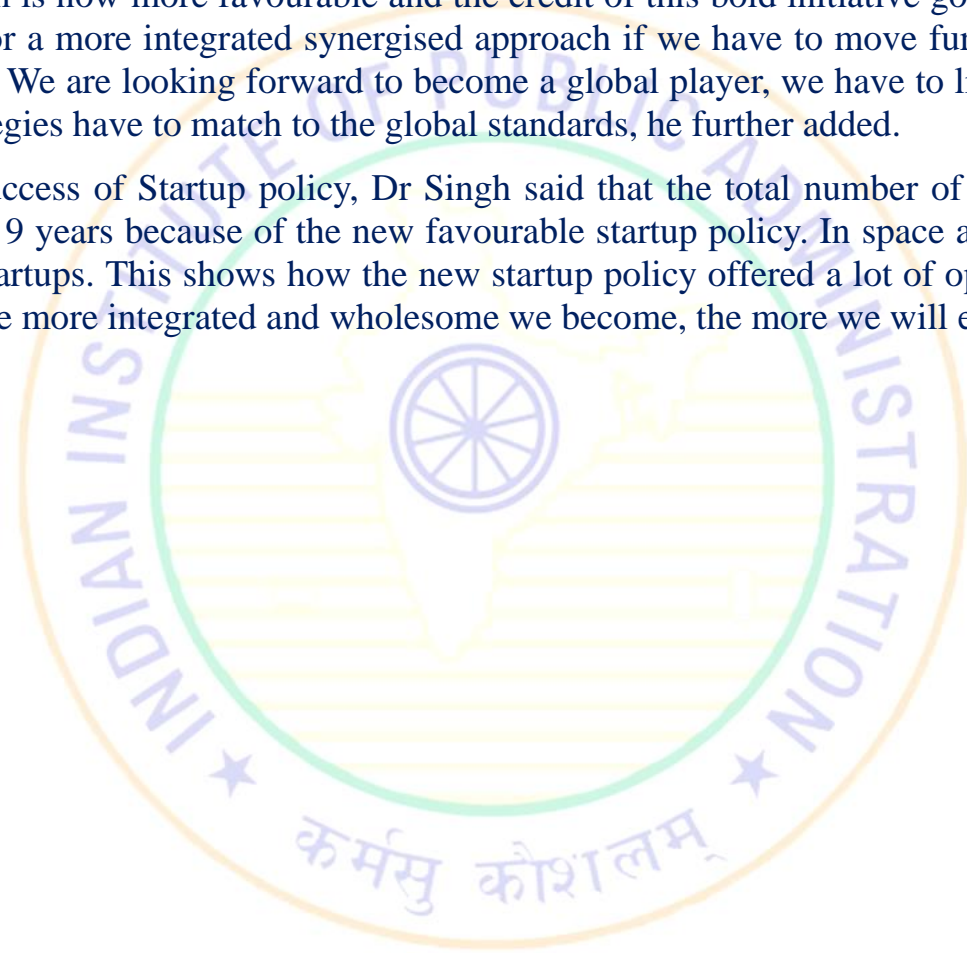 is now more favourable and the credit of this bold initiative go
r a more integrated synergised approach if we have to move fur
We are looking forward to become a global player, we have to li
egies have to match to the global standards, he further added.
ccess of Startup policy, Dr Singh said that the total number of
9 years because of the new favourable startup policy. In space a
artups. This shows how the new startup policy offered a lot of op
e more integrated and wholesome we become, the more we will e
INDIAN INSTITUTE OF PUBLIC ADMINISTRATION
कर्मसु कौशलम्